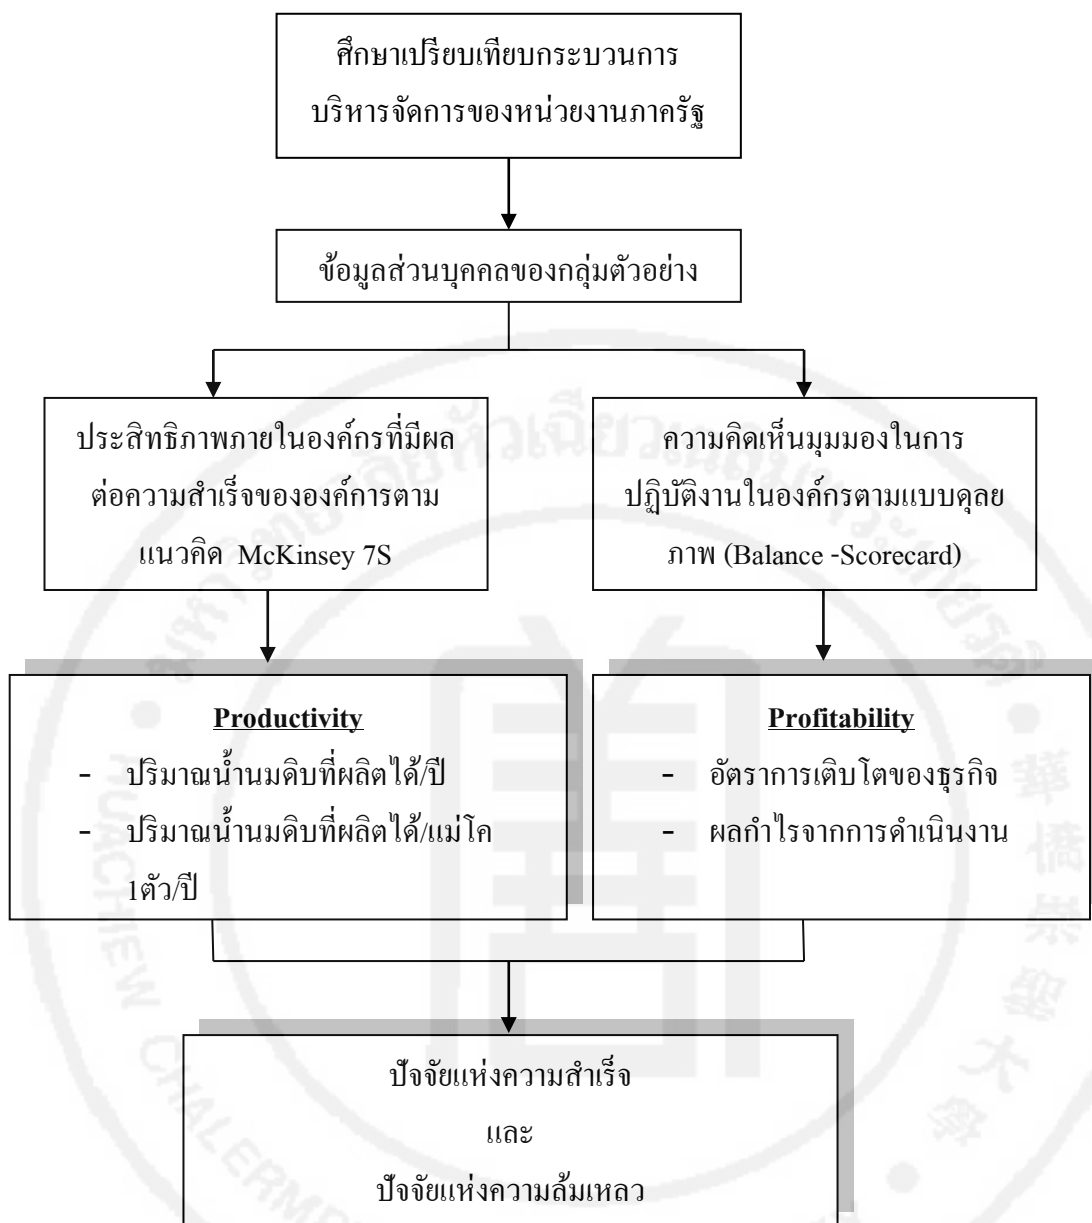 ศึกษาเปรียบเทียบกระบวนการ
บริหารจัดการของหน่วยงานภาครัฐ
ข้อมูลส่วนบุคคลของกลุ่มตัวอย่าง
ประสิทธิภาพภายในองค์กรที่มีผล
ต่อความสำเร็จขององค์การตาม
แนวคิด McKinsey 7S
ความคิดเห็นมุมมองในการ
ปฏิบัติงานในองค์กรตามแบบดุลย
ภาพ (Balance -Scorecard)
Productivity
- ปริมาณน้ำนมดิบที่ผลิตได้/ปี
- ปริมาณน้ำนมดิบที่ผลิตได้/แม่โค
1ตัว/ปี
Profitability
- อัตราการเติบโตของธุรกิจ
- ผลกำไรจากการดำเนินงาน
ปัจจัยแห่งความสำเร็จ
และ
ปัจจัยแห่งความล้มเหลว
HUACHIEW
華僑崇聖大學